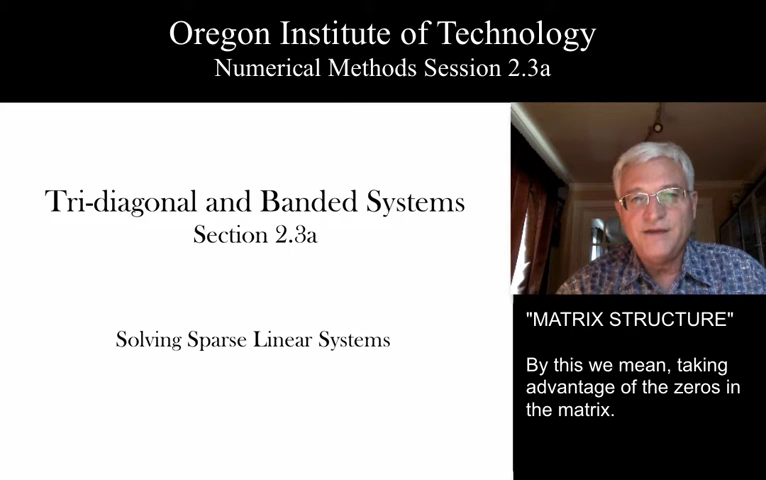 Oregon Institute of Technology
Numerical Methods Session 2.3a
Tri-diagonal and Banded Systems
Section 2.3a
Solving Sparse Linear Systems
"MATRIX STRUCTURE"
By this we mean, taking
advantage of the zeros in
the matrix.